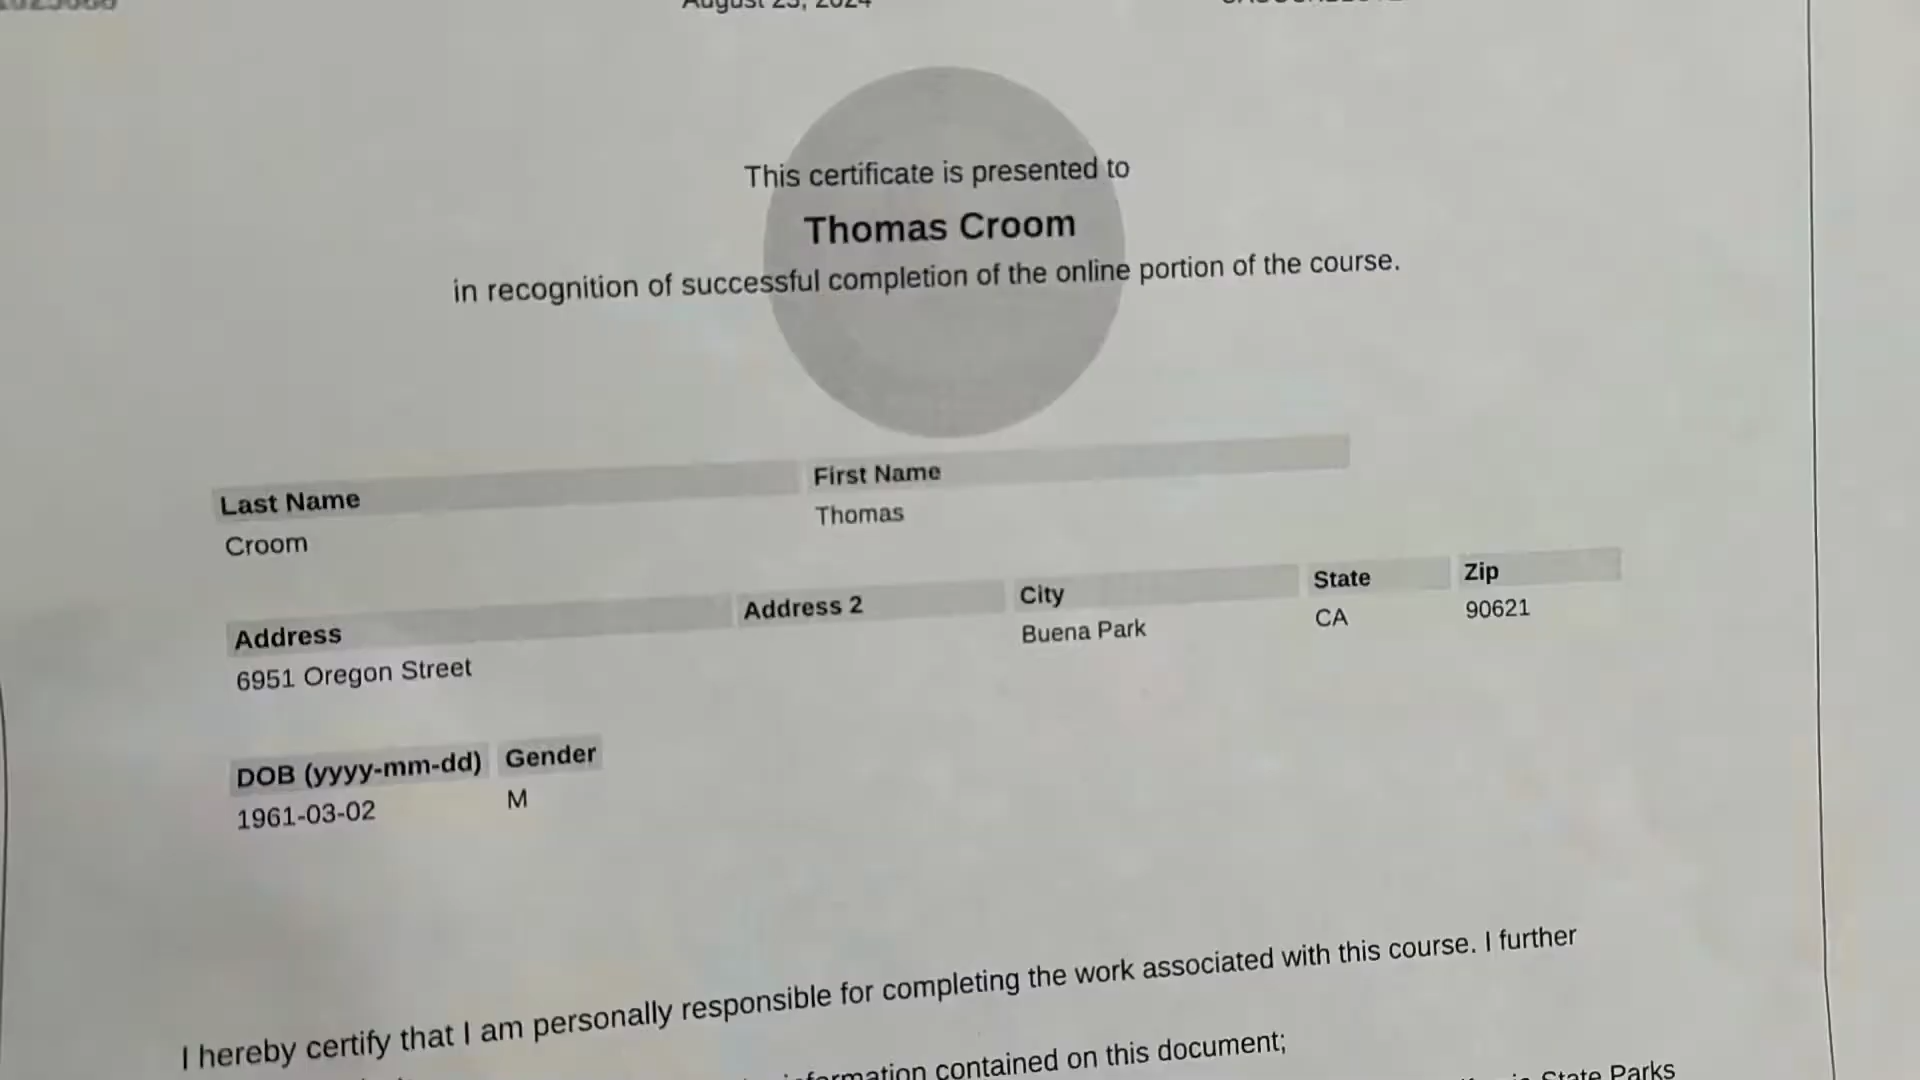 August 23, 2024
This certificate is presented to
Thomas Croom
in recognition of successful completion of the online portion of the course.
Last Name First Name
Croom Thomas
Address Address 2 City State Zip
6951 Oregon Street Buena Park CA 90621
DOB (yyyy-mm-dd) Gender
1961-03-02 M
I hereby certify that I am personally responsible for completing the work associated with this course. I further
information contained on this document;
State Parks